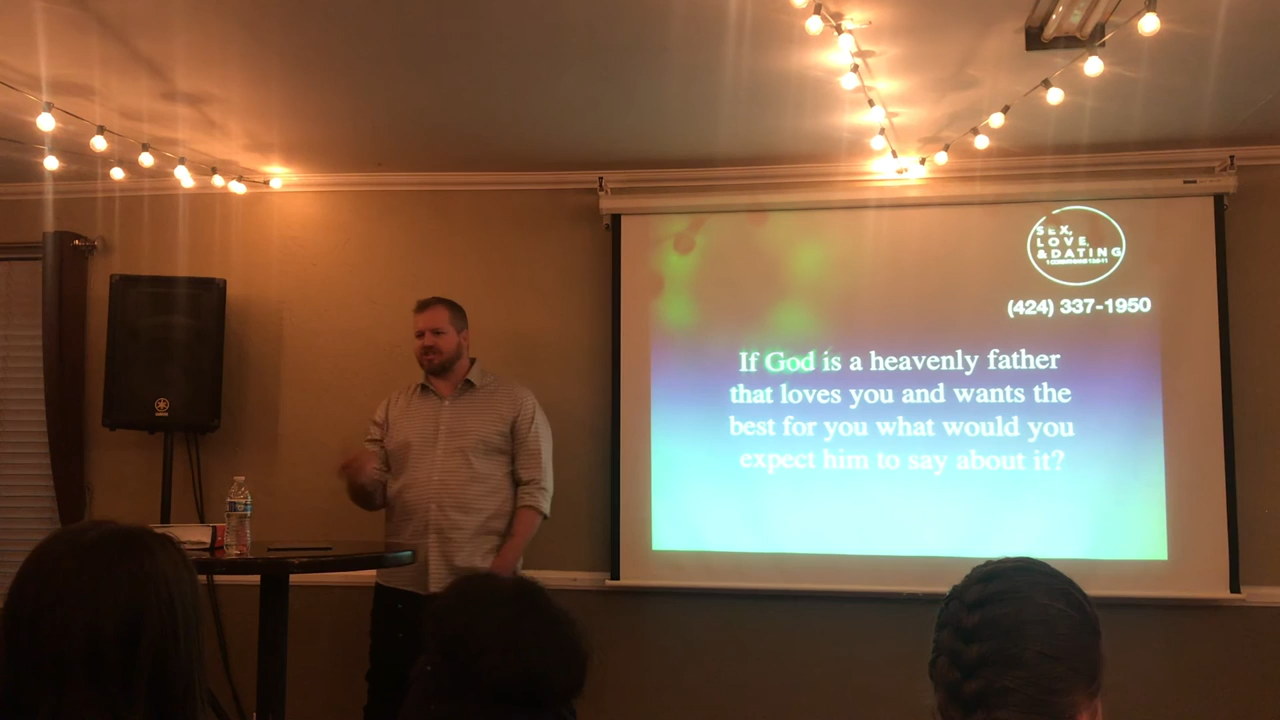 SEX,
LOVE,
& DATING
(424) 337-1950
If God is a heavenly father
that loves you and wants the
best for you what would you
expect him to say about it?